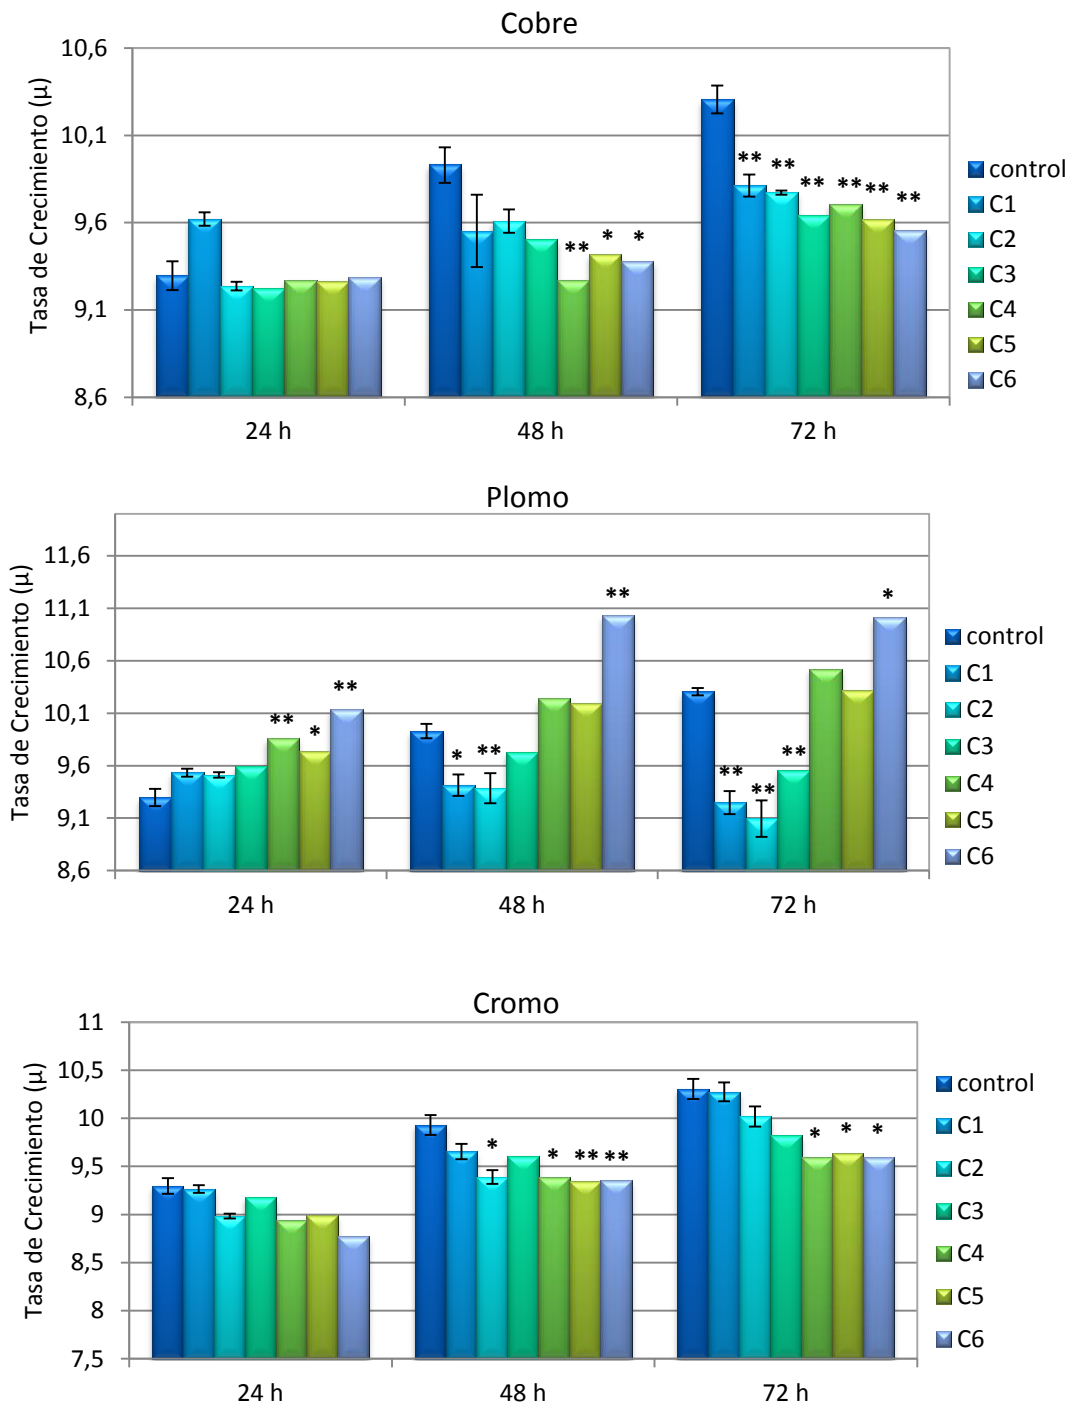 Cobre
Tasa de Crecimiento (µ)
10,6
10,1
9,6
9,1
8,6
** ** ** ** ** **
** * *
24 h 48 h 72 h
control
C1
C2
C3
C4
C5
C6
Plomo
Tasa de Crecimiento (µ)
11,6
11,1
10,6
10,1
9,6
9,1
8,6
** * **
* ** **
** ** ** *
24 h 48 h 72 h
control
C1
C2
C3
C4
C5
C6
Cromo
Tasa de Crecimiento (µ)
11
10,5
10
9,5
9
8,5
8
7,5
* * ** **
* * *
24 h 48 h 72 h
control
C1
C2
C3
C4
C5
C6